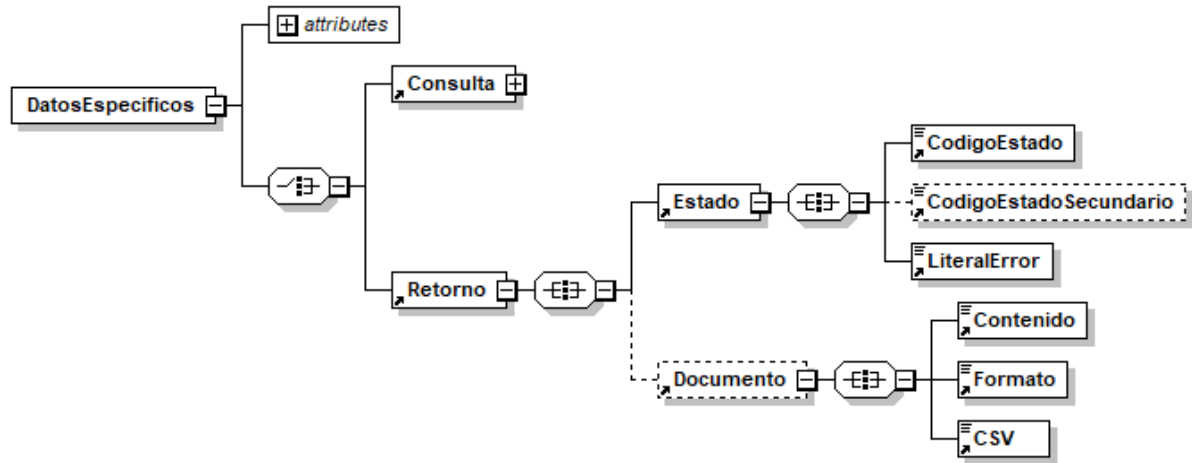 attributes
DatosEspecificos
Consulta
Retorno
Estado
CodigoEstado
CodigoEstadoSecundario
LiteralError
Documento
Contenido
Formato
CSV